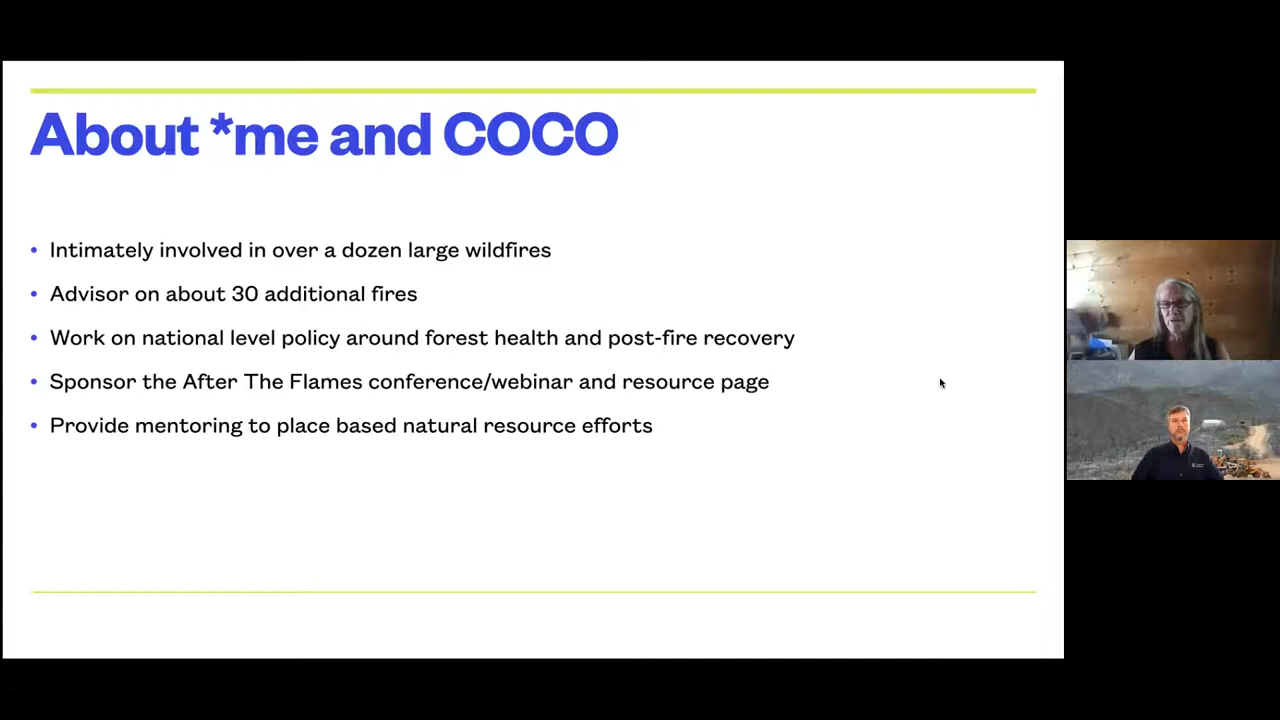 About *me and COCO
• Intimately involved in over a dozen large wildfires
• Advisor on about 30 additional fires
• Work on national level policy around forest health and post-fire recovery
• Sponsor the After The Flames conference/webinar and resource page
• Provide mentoring to place based natural resource efforts